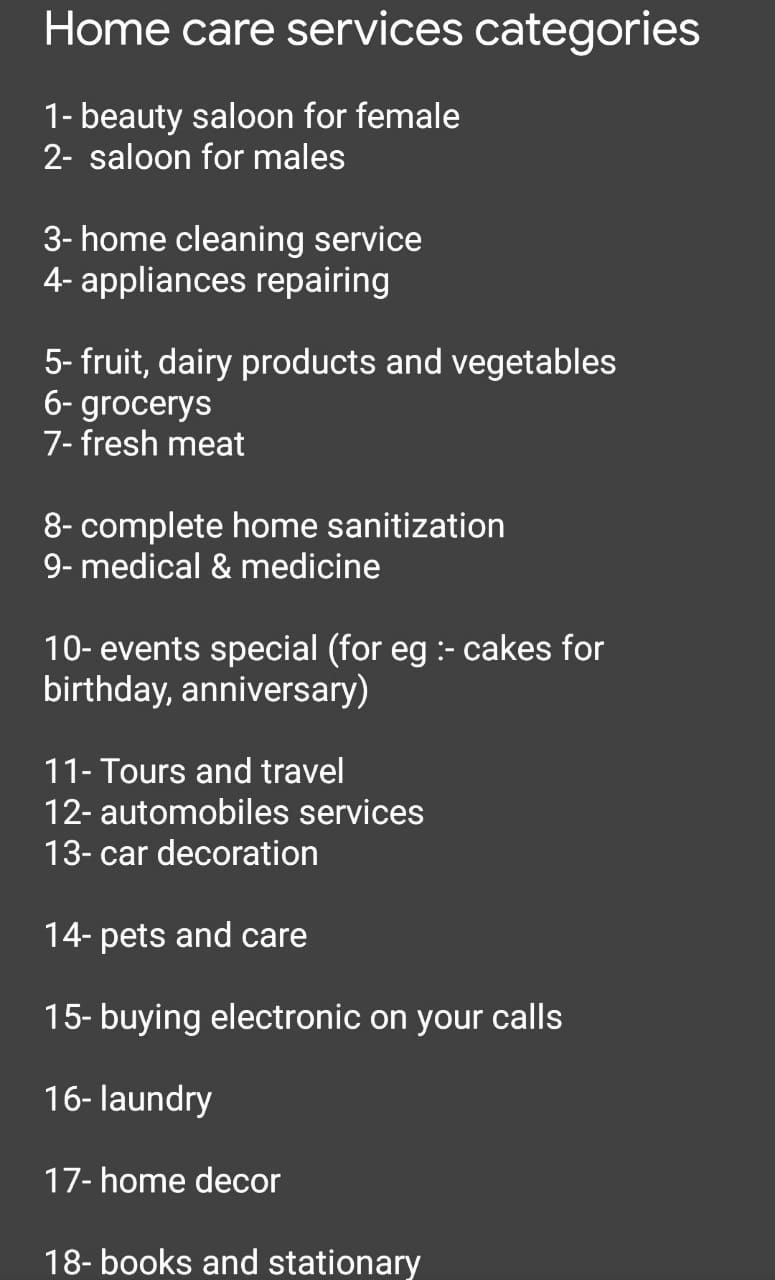 Home care services categories
1- beauty saloon for female
2-  saloon for males
3- home cleaning service
4- appliances repairing
5- fruit, dairy products and vegetables
6- grocerys
7- fresh meat
8- complete home sanitization
9- medical & medicine
10- events special (for eg :- cakes for
birthday, anniversary)
11- Tours and travel
12- automobiles services
13- car decoration
14- pets and care
15- buying electronic on your calls
16- laundry
17- home decor
18- books and stationary